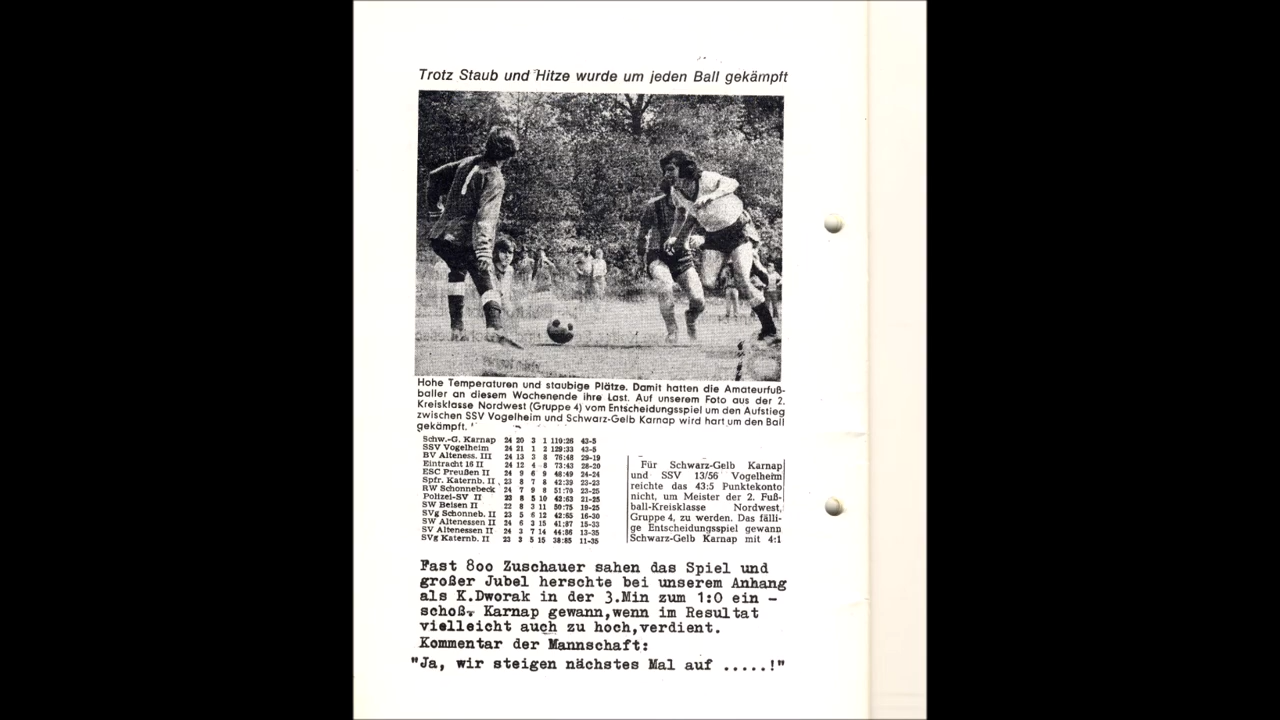 Trotz Staub und Hitze wurde um jeden Ball gekämpft
Hohe Temperaturen und staubige Plätze. Damit hatten die Amateurfuß-
baller an diesem Wochenende ihre Last. Auf unserem Foto aus der 2.
Kreisklasse Nordwest (Gruppe 4) vom Entscheidungsspiel um den Aufstieg
zwischen SSV Vogelheim und Schwarz-Gelb Karnap wird hart um den Ball
gekämpft.
Schw.-G. Karnap 24 20 3 1 110:26 43-5
SSV Vogelheim 24 21 1 2 129:33 43-5
BV Alteness. III 24 13 3 8 76:48 29-19
Eintracht 16 II 24 12 4 8 73:43 28-20
ESC Preußen II 24 9 6 9 48:49 24-24
Spfr. Katernb. II 23 8 7 8 42:39 23-23
RW Schonnebeck 24 7 9 8 51:70 23-25
Polizei-SV II 23 8 5 10 42:63 21-25
SW Beisen II 22 8 3 11 50:75 19-25
SVg Schonneb. II 23 5 6 12 42:65 16-30
SW Altenessen II 24 6 3 15 41:87 15-33
SV Altenessen II 24 3 7 14 44:86 13-35
SVg Katernb. II 23 3 5 15 38:85 11-35
Für Schwarz-Gelb Karnap
und SSV 13/56 Vogelheim
reichte das 43:5 Punktekonto
nicht, um Meister der 2. Fuß-
ball-Kreisklasse Nordwest,
Gruppe 4, zu werden. Das fälli-
ge Entscheidungsspiel gewann
Schwarz-Gelb Karnap mit 4:1
Fast 8oo Zuschauer sahen das Spiel und
großer Jubel herschte bei unserem Anhang
als K.Dworak in der 3.Min zum 1:0 ein -
schoß. Karnap gewann,wenn im Resultat
vielleicht auch zu hoch,verdient.
Kommentar der Mannschaft:
"Ja, wir steigen nächstes Mal auf .....!"